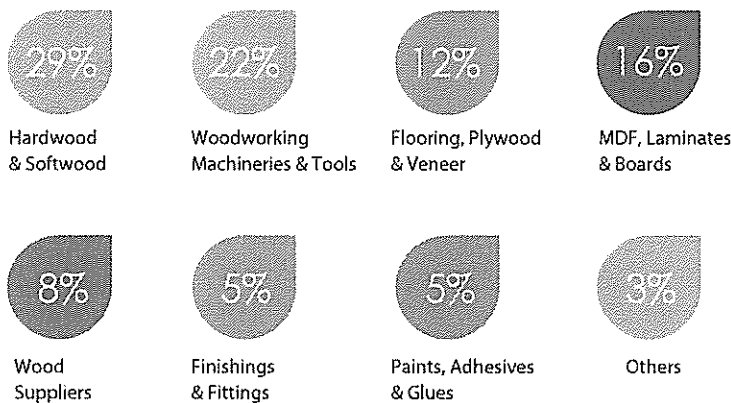 29%
Hardwood
& Softwood
22%
Woodworking
Machineries & Tools
12%
Flooring, Plywood
& Veneer
16%
MDF, Laminates
& Boards
8%
Wood
Suppliers
5%
Finishings
& Fittings
5%
Paints, Adhesives
& Glues
3%
Others